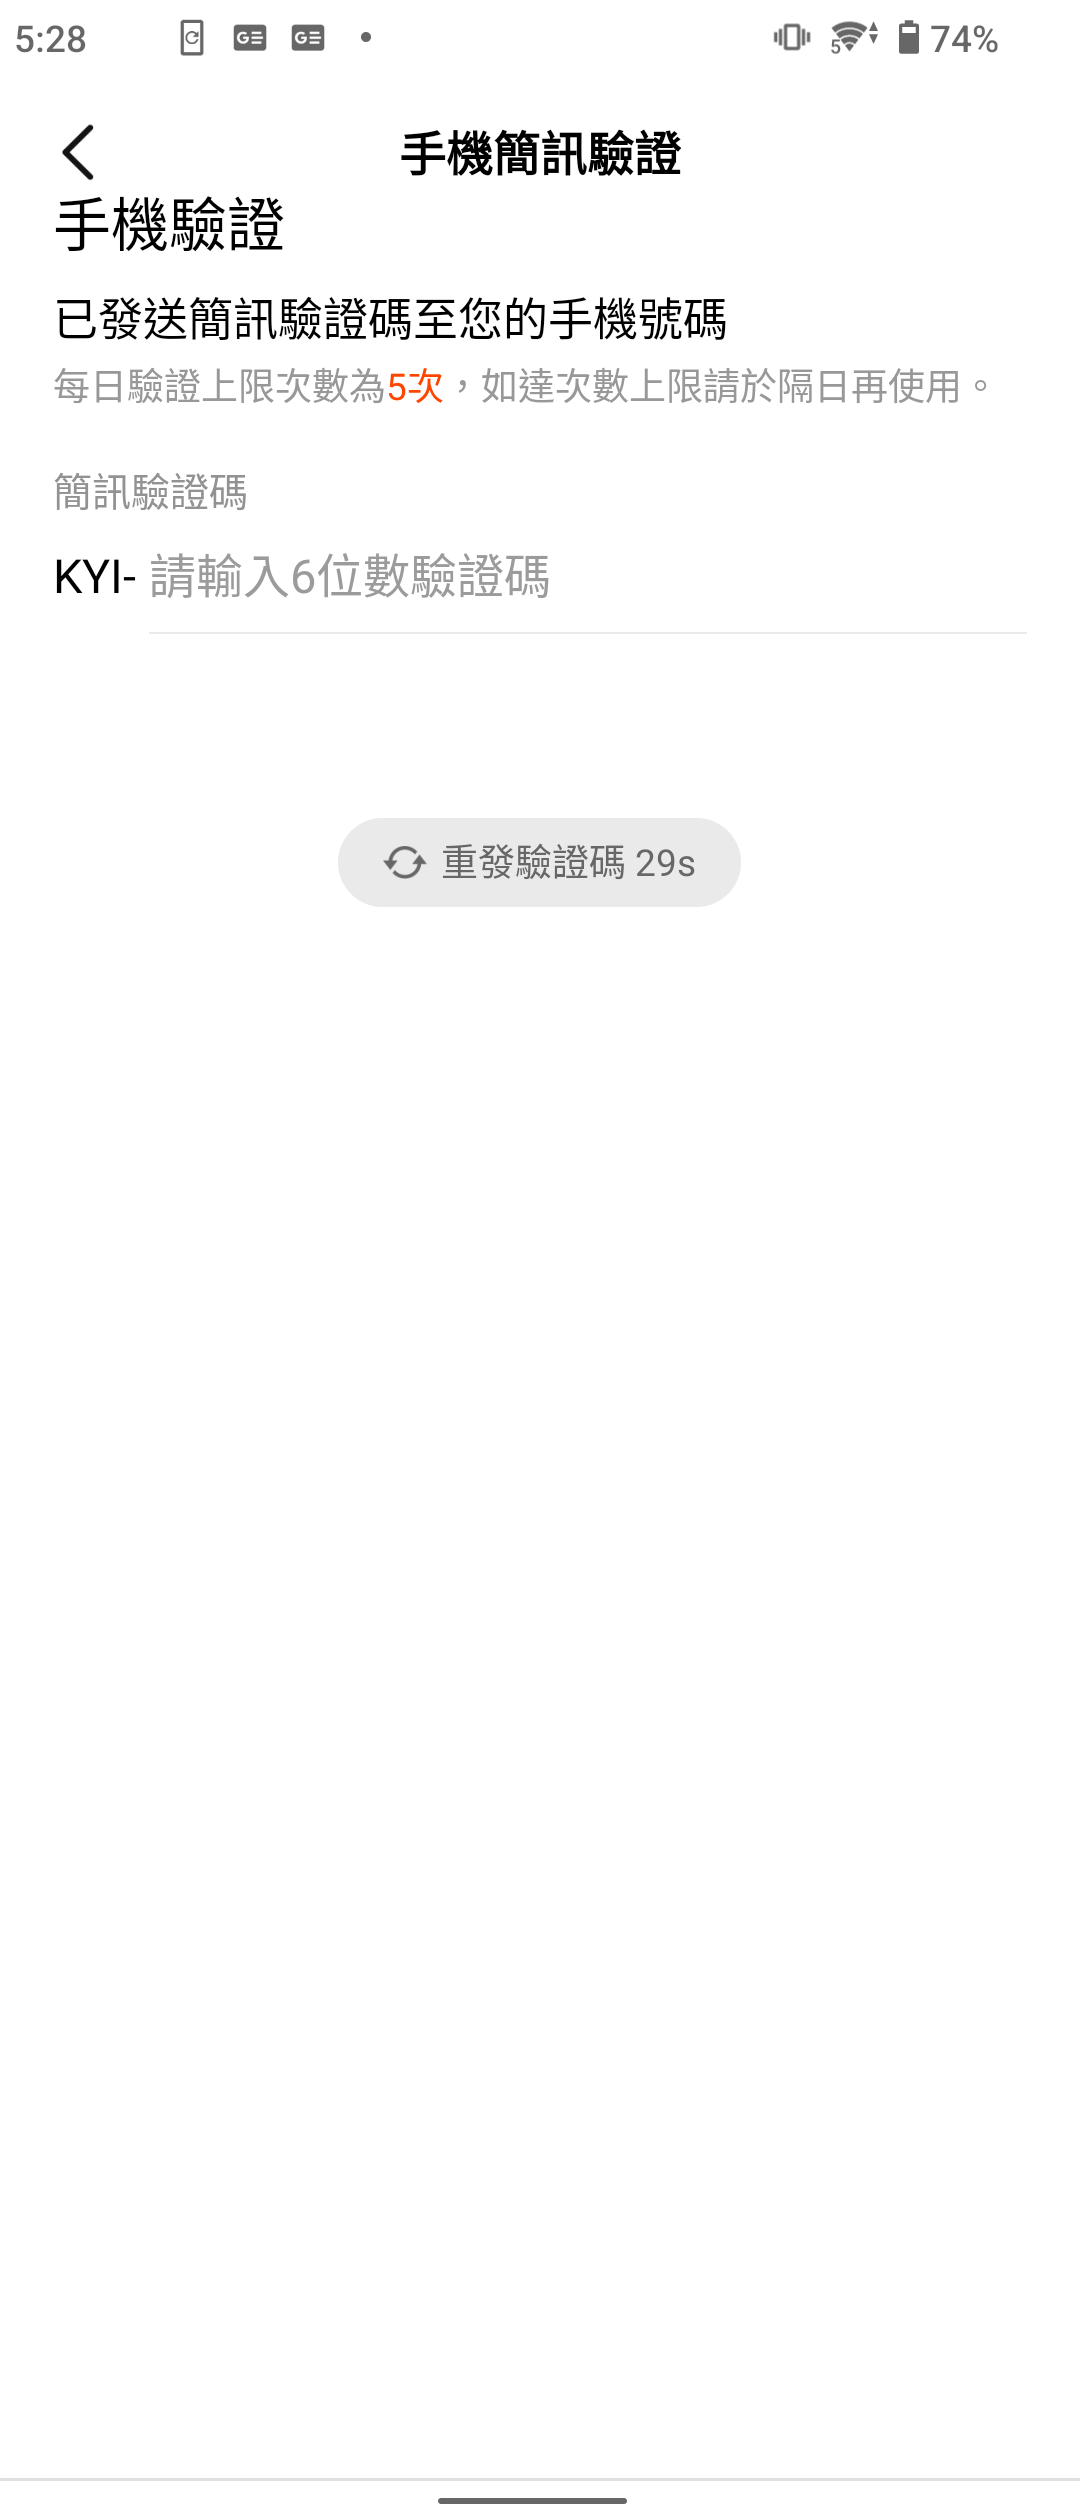 5:28
5 74%
手機簡訊驗證
手機驗證
已發送簡訊驗證碼至您的手機號碼
每日驗證上限次數為5次，如達次數上限請於隔日再使用。
簡訊驗證碼
KYI- 請輸入6位數驗證碼
重發驗證碼 29s